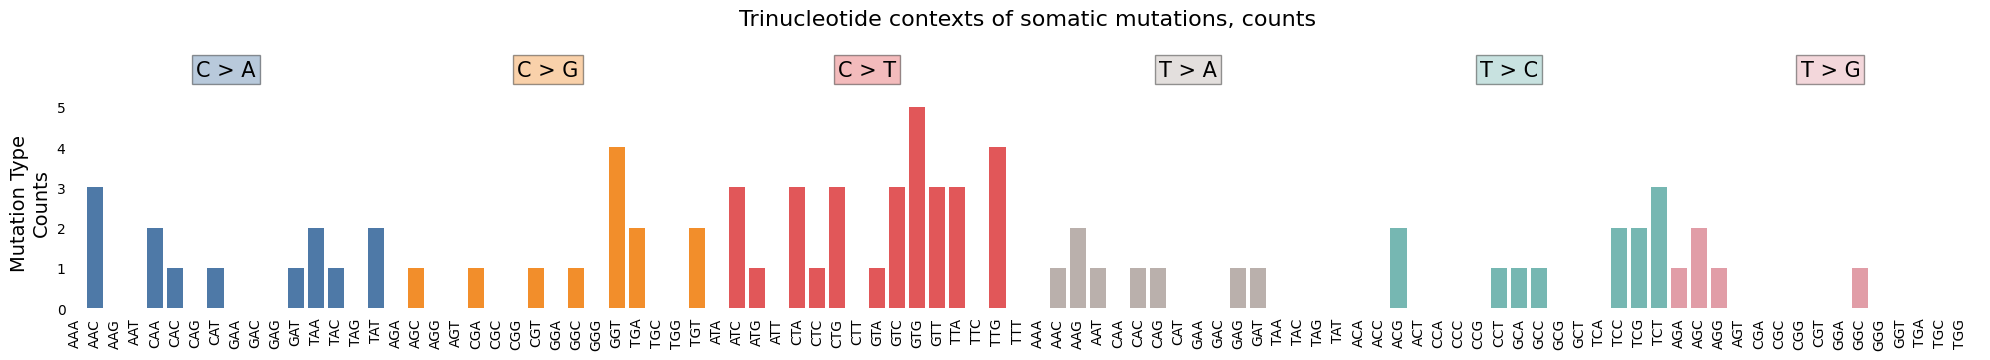 Trinucleotide contexts of somatic mutations, counts
C > A
C > G
C > T
T > A
T > C
T > G
Mutation Type
Counts
5
4
3
2
1
0
AAA
AAC
AAG
AAT
CAA
CAC
CAG
CAT
GAA
GAC
GAG
GAT
TAA
TAC
TAG
TAT
AGA
AGC
AGG
AGT
CGA
CGC
CGG
CGT
GGA
GGC
GGG
GGT
TGA
TGC
TGG
TGT
ATA
ATC
ATG
ATT
CTA
CTC
CTG
CTT
GTA
GTC
GTG
GTT
TTA
TTC
TTG
TTT
AAA
AAC
AAG
AAT
CAA
CAC
CAG
CAT
GAA
GAC
GAG
GAT
TAA
TAC
TAG
TAT
ACA
ACC
ACG
ACT
CCA
CCC
CCG
CCT
GCA
GCC
GCG
GCT
TCA
TCC
TCG
TCT
AGA
AGC
AGG
AGT
CGA
CGC
CGG
CGT
GGA
GGC
GGG
GGT
TGA
TGC
TGG